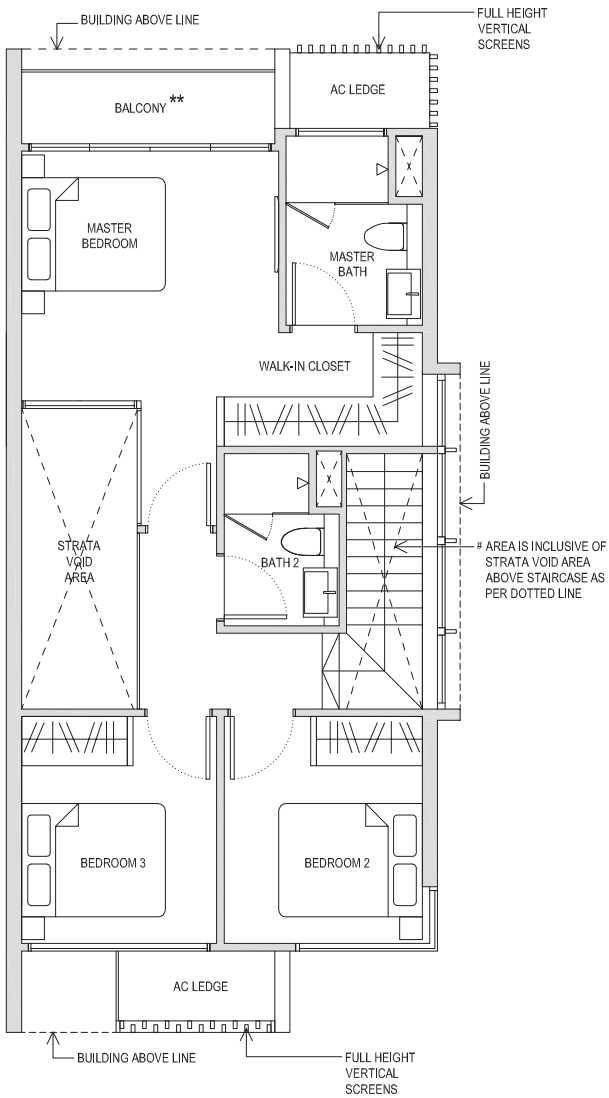 BUILDING ABOVE LINE
FULL HEIGHT
VERTICAL
SCREENS
AC LEDGE
BALCONY **
MASTER
BEDROOM
MASTER
BATH
WALK-IN CLOSET
BUILDING ABOVE LINE
STRATA
VOID
AREA
BATH 2
# AREA IS INCLUSIVE OF
STRATA VOID AREA
ABOVE STAIRCASE AS
PER DOTTED LINE
BEDROOM 3
BEDROOM 2
AC LEDGE
BUILDING ABOVE LINE
FULL HEIGHT
VERTICAL
SCREENS